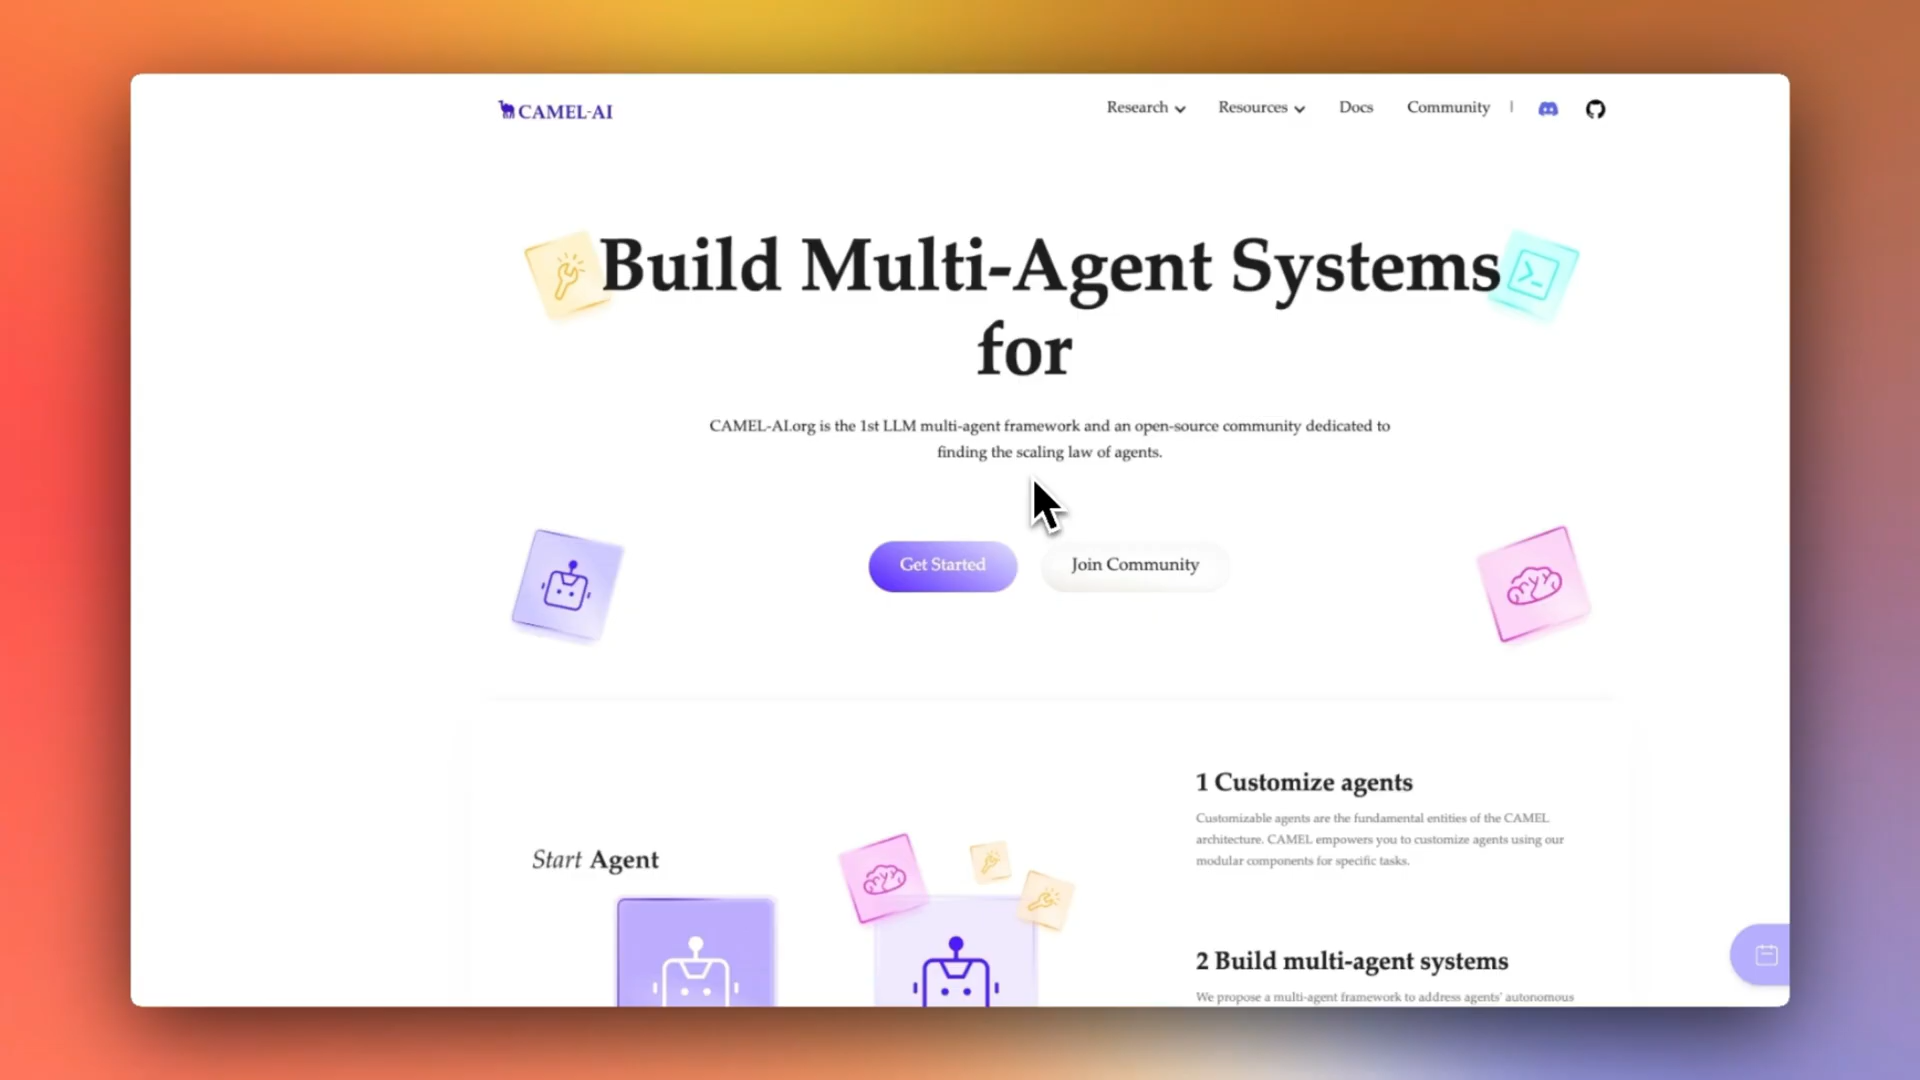 CAMEL-AI
Research
Resources
Docs
Community
Build Multi-Agent Systems
for
CAMEL-AI.org is the 1st LLM multi-agent framework and an open-source community dedicated to
finding the scaling law of agents.
Get Started
Join Community
Start Agent
1 Customize agents
Customizable agents are the fundamental entities of the CAMEL
architecture. CAMEL empowers you to customize agents using our
modular components for specific tasks.
2 Build multi-agent systems
We propose a multi-agent framework to address agents' autonomous